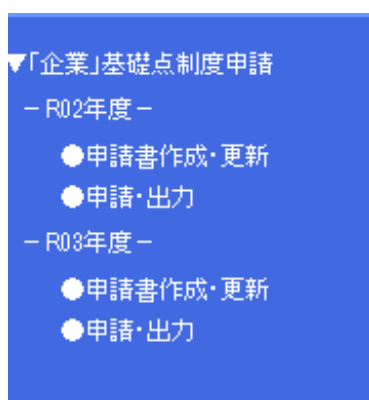 ▼「企業」基礎点制度申請
－R02年度－
●申請書作成・更新
●申請・出力
－R03年度－
●申請書作成・更新
●申請・出力